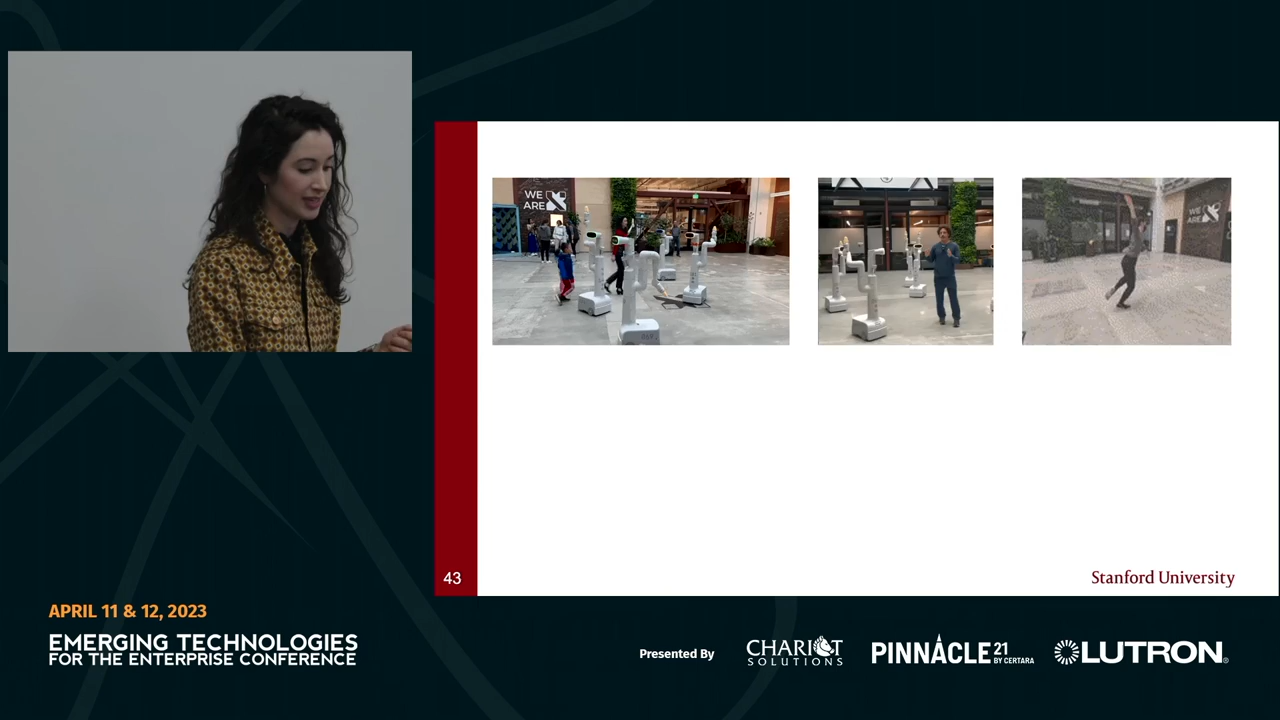 WE
ARE
WE
ARE
43
Stanford University
APRIL 11 & 12, 2023
EMERGING TECHNOLOGIES
FOR THE ENTERPRISE CONFERENCE
Presented By
CHARIOT
SOLUTIONS
PINNACLE 21
BY CERTARA
LUTRON